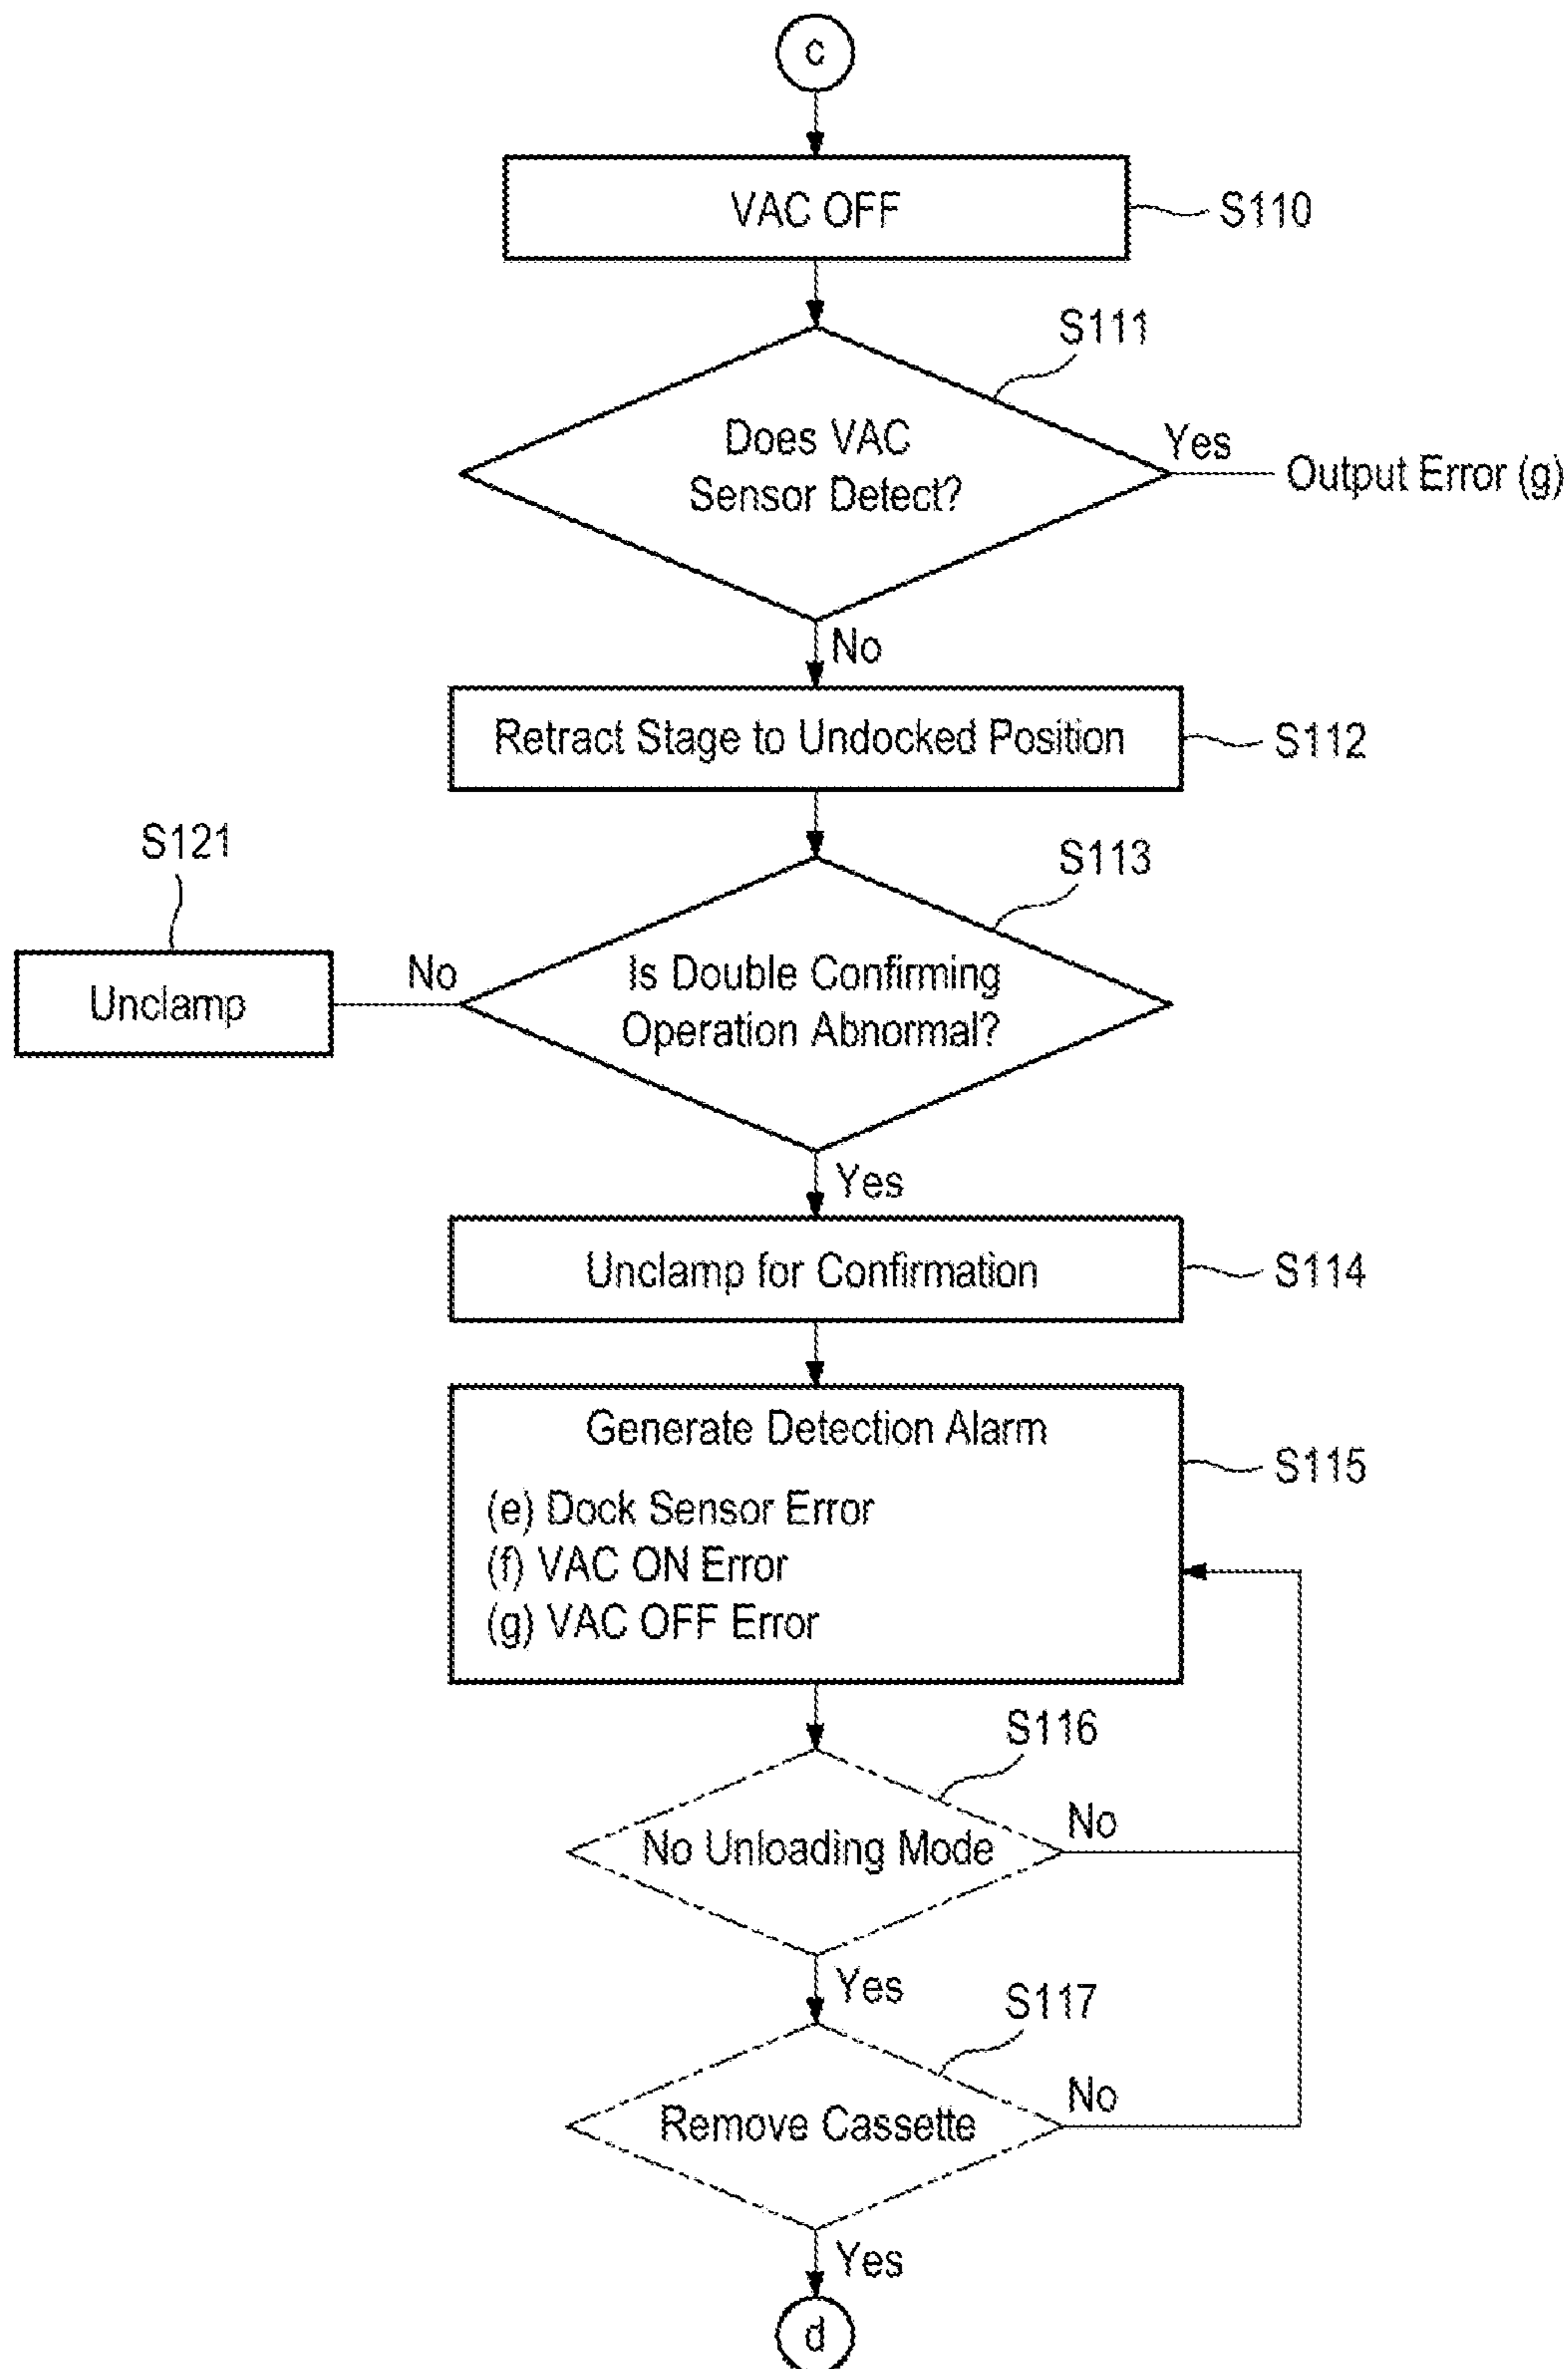 c
VAC OFF
S110
S111
Does VAC
Sensor Detect?
Yes
Output Error (g)
No
Retract Stage to Undocked Position
S112
S121
S113
Unclamp
No
Is Double Confirming
Operation Abnormal?
Yes
Unclamp for Confirmation
S114
Generate Detection Alarm
S115
(e) Dock Sensor Error
(f) VAC ON Error
(g) VAC OFF Error
S116
No Unloading Mode
No
Yes
S117
Remove Cassette
No
Yes
d